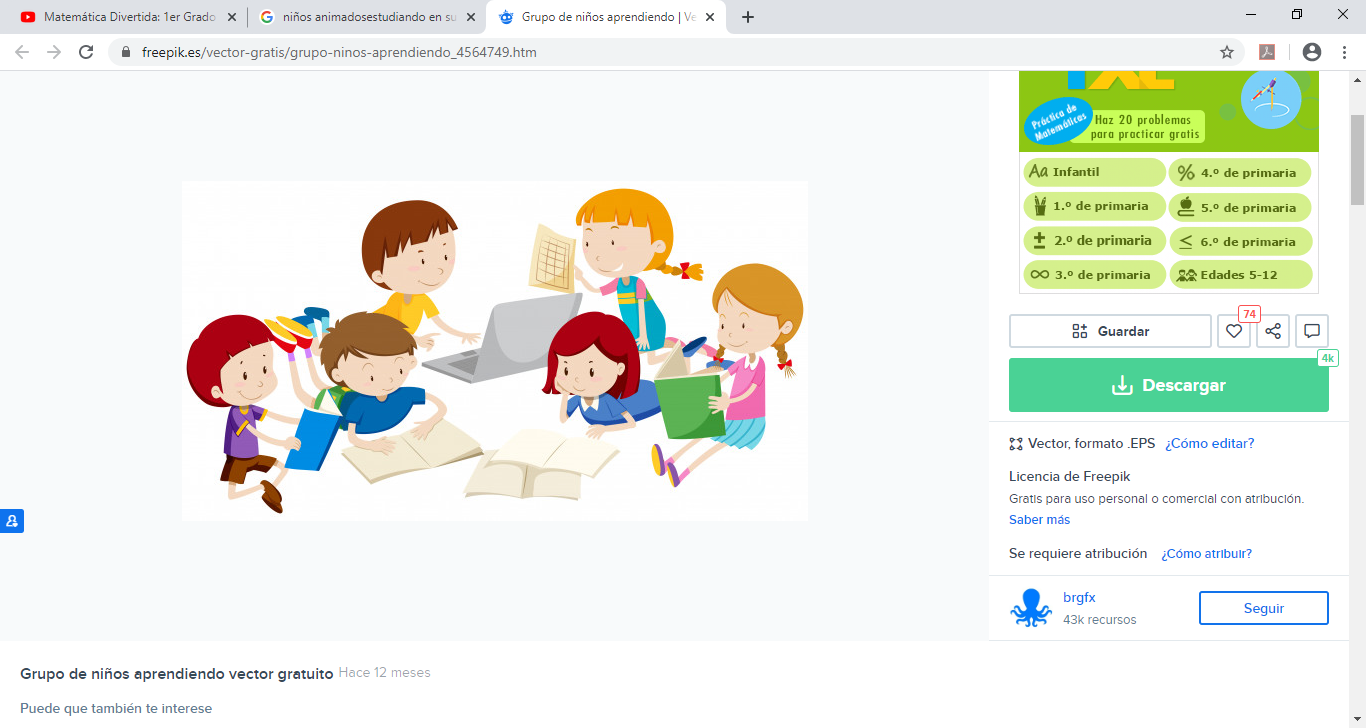 Matemática Divertida: 1er Grado
niños animadosestudiando en su
Grupo de niños aprendiendo | Ve
freepik.es/vector-gratis/grupo-ninos-aprendiendo_4564749.htm
Práctica de
Matemáticas
Haz 20 problemas
para practicar gratis
Infantil
4.º de primaria
1.º de primaria
5.º de primaria
2.º de primaria
6.º de primaria
3.º de primaria
Edades 5-12
Guardar
74
4k
Descargar
Vector, formato .EPS ¿Cómo editar?
Licencia de Freepik
Gratis para uso personal o comercial con atribución.
Saber más
Se requiere atribución ¿Cómo atribuir?
brgfx
43k recursos
Seguir
Grupo de niños aprendiendo vector gratuito Hace 12 meses
Puede que también te interese